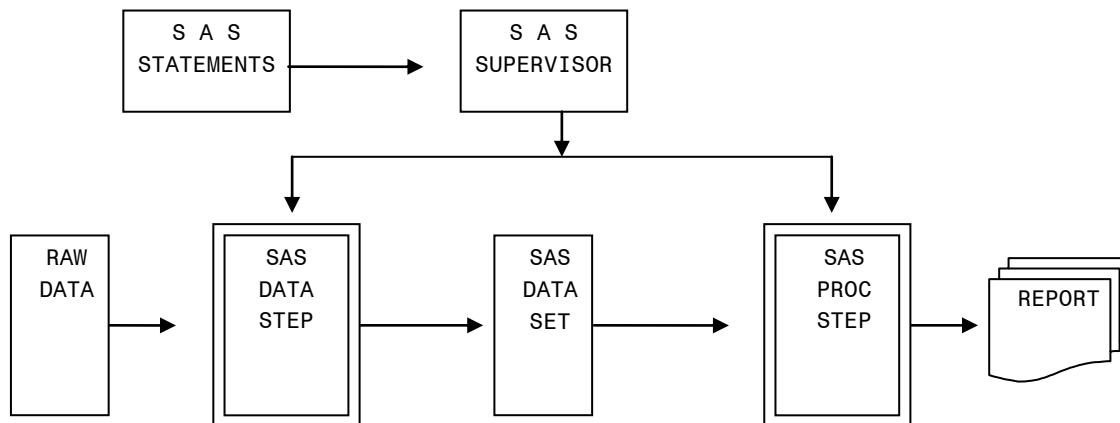 S A S
STATEMENTS
S A S
SUPERVISOR
RAW
DATA
SAS
DATA
STEP
SAS
DATA
SET
SAS
PROC
STEP
REPORT